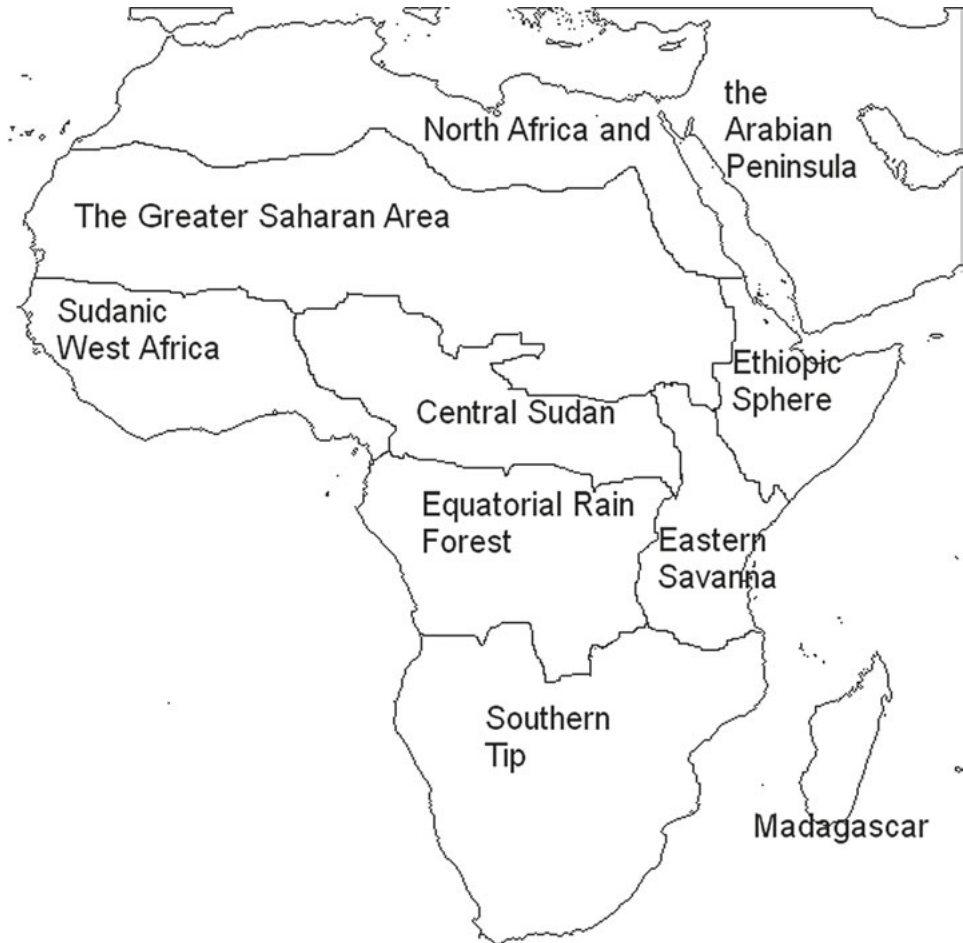 North Africa and
the
Arabian
Peninsula
The Greater Saharan Area
Sudanic
West Africa
Ethiopic
Sphere
Central Sudan
Equatorial Rain
Forest
Eastern
Savanna
Southern
Tip
Madagascar